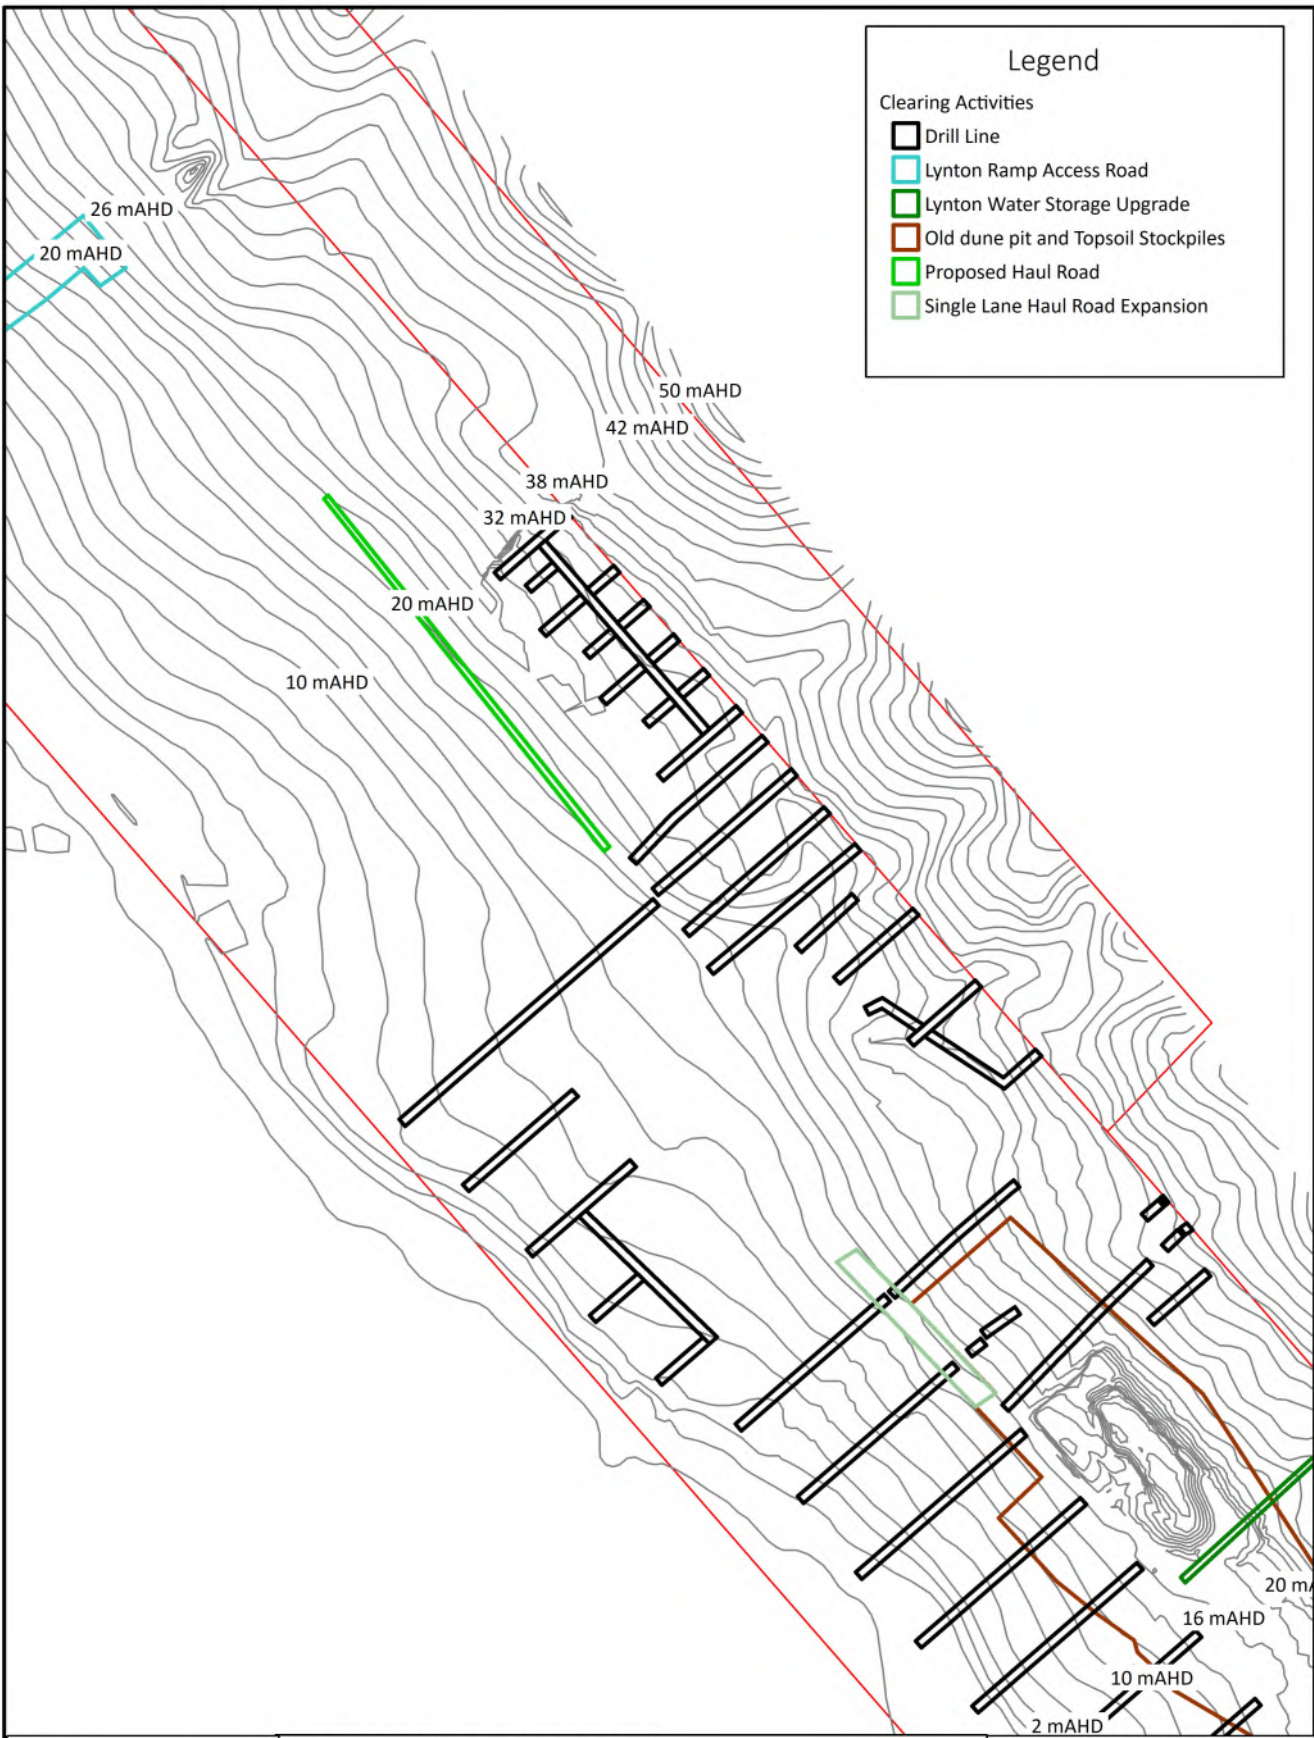 Legend
Clearing Activities
Drill Line
Lynton Ramp Access Road
Lynton Water Storage Upgrade
Old dune pit and Topsoil Stockpiles
Proposed Haul Road
Single Lane Haul Road Expansion
26 mAHD
20 mAHD
50 mAHD
42 mAHD
38 mAHD
32 mAHD
20 mAHD
10 mAHD
20 mA
16 mAHD
10 mAHD
2 mAHD